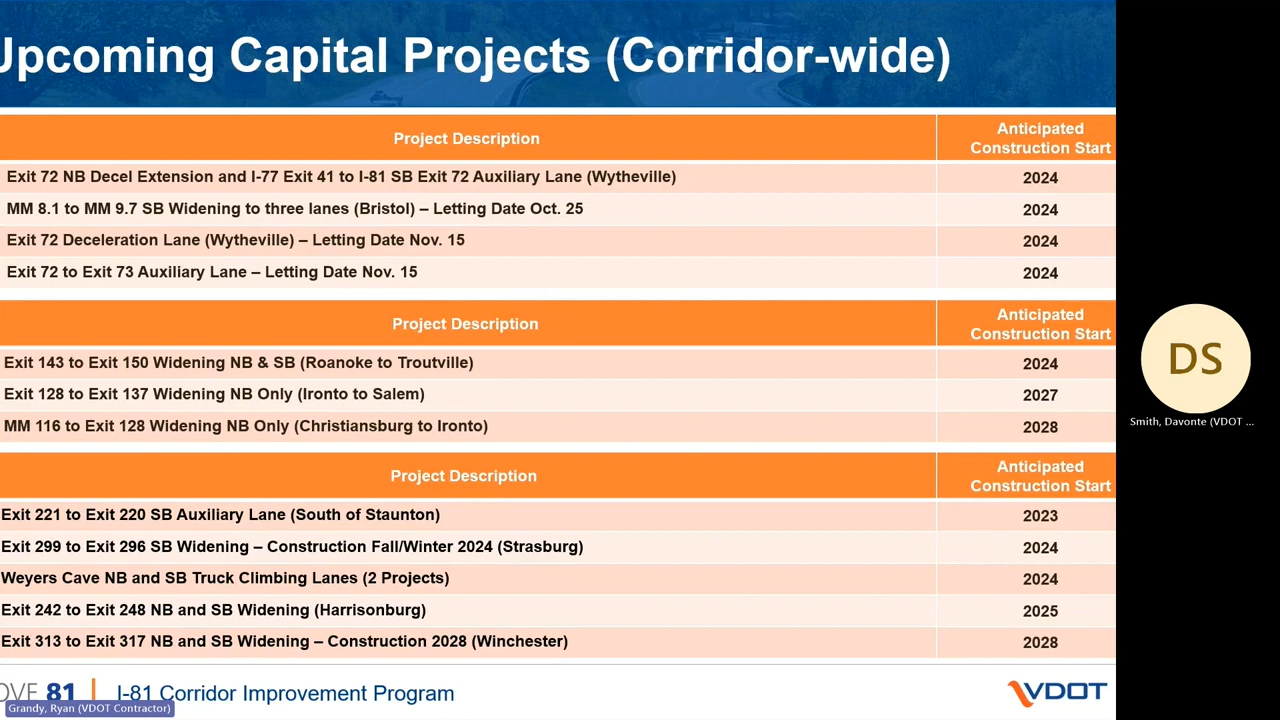 Upcoming Capital Projects (Corridor-wide)
Project Description
Anticipated
Construction Start
Exit 72 NB Decel Extension and I-77 Exit 41 to I-81 SB Exit 72 Auxiliary Lane (Wytheville)
2024
MM 8.1 to MM 9.7 SB Widening to three lanes (Bristol) – Letting Date Oct. 25
2024
Exit 72 Deceleration Lane (Wytheville) – Letting Date Nov. 15
2024
Exit 72 to Exit 73 Auxiliary Lane – Letting Date Nov. 15
2024
Project Description
Anticipated
Construction Start
Exit 143 to Exit 150 Widening NB & SB (Roanoke to Troutville)
2024
Exit 128 to Exit 137 Widening NB Only (Ironto to Salem)
2027
MM 116 to Exit 128 Widening NB Only (Christiansburg to Ironto)
2028
Project Description
Anticipated
Construction Start
Exit 221 to Exit 220 SB Auxiliary Lane (South of Staunton)
2023
Exit 299 to Exit 296 SB Widening – Construction Fall/Winter 2024 (Strasburg)
2024
Weyers Cave NB and SB Truck Climbing Lanes (2 Projects)
2024
Exit 242 to Exit 248 NB and SB Widening (Harrisonburg)
2025
Exit 313 to Exit 317 NB and SB Widening – Construction 2028 (Winchester)
2028
OVE 81 | I-81 Corridor Improvement Program
VDOT
Grandy, Ryan (VDOT Contractor)
DS
Smith, Davonte (VDOT ...